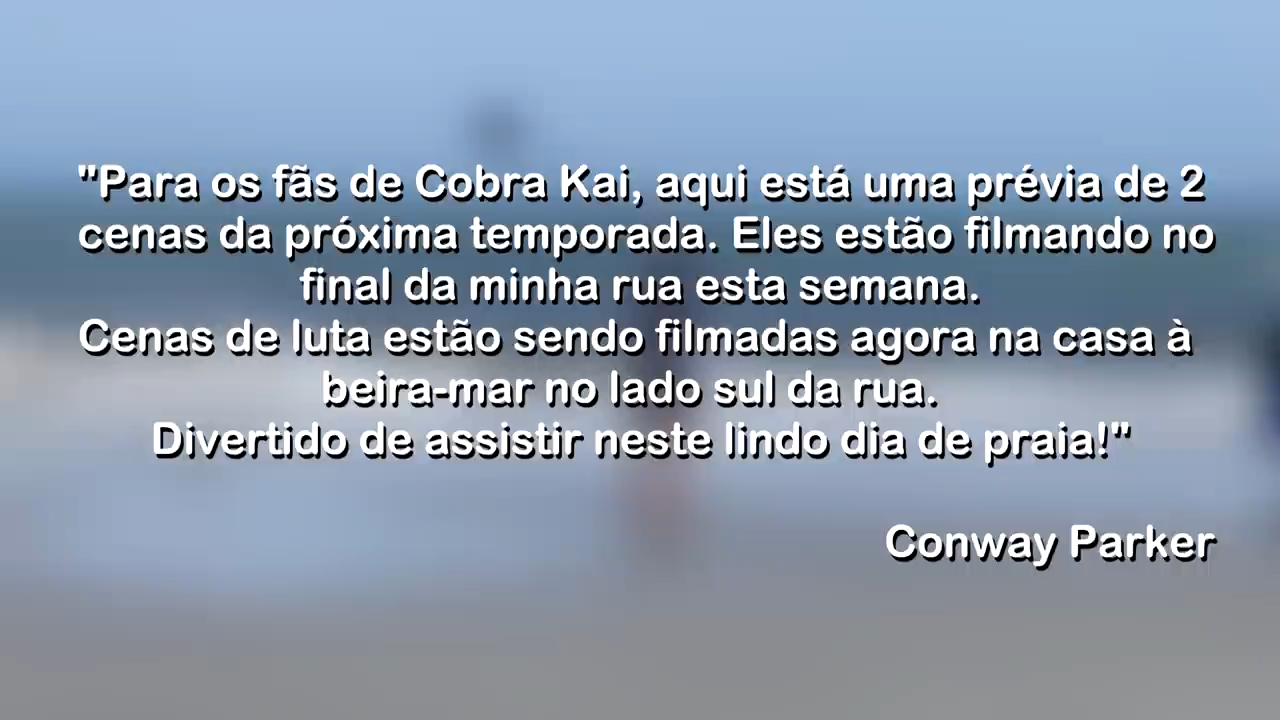 "Para os fãs de Cobra Kai, aqui está uma prévia de 2
cenas da próxima temporada. Eles estão filmando no
final da minha rua esta semana.
Cenas de luta estão sendo filmadas agora na casa à
beira-mar no lado sul da rua.
Divertido de assistir neste lindo dia de praia!"
Conway Parker